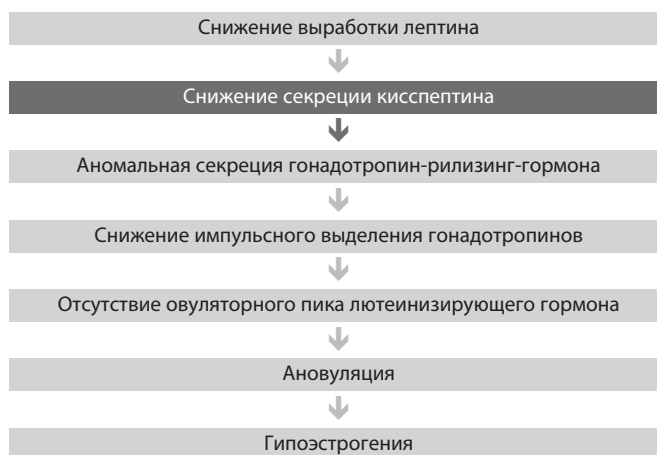 Снижение выработки лептина
Снижение секреции кисспептина
Аномальная секреция гонадотропин-рилизинг-гормона
Снижение импульсного выделения гонадотропинов
Отсутствие овуляторного пика лютеинизирующего гормона
Ановуляция
Гипоэстрогения